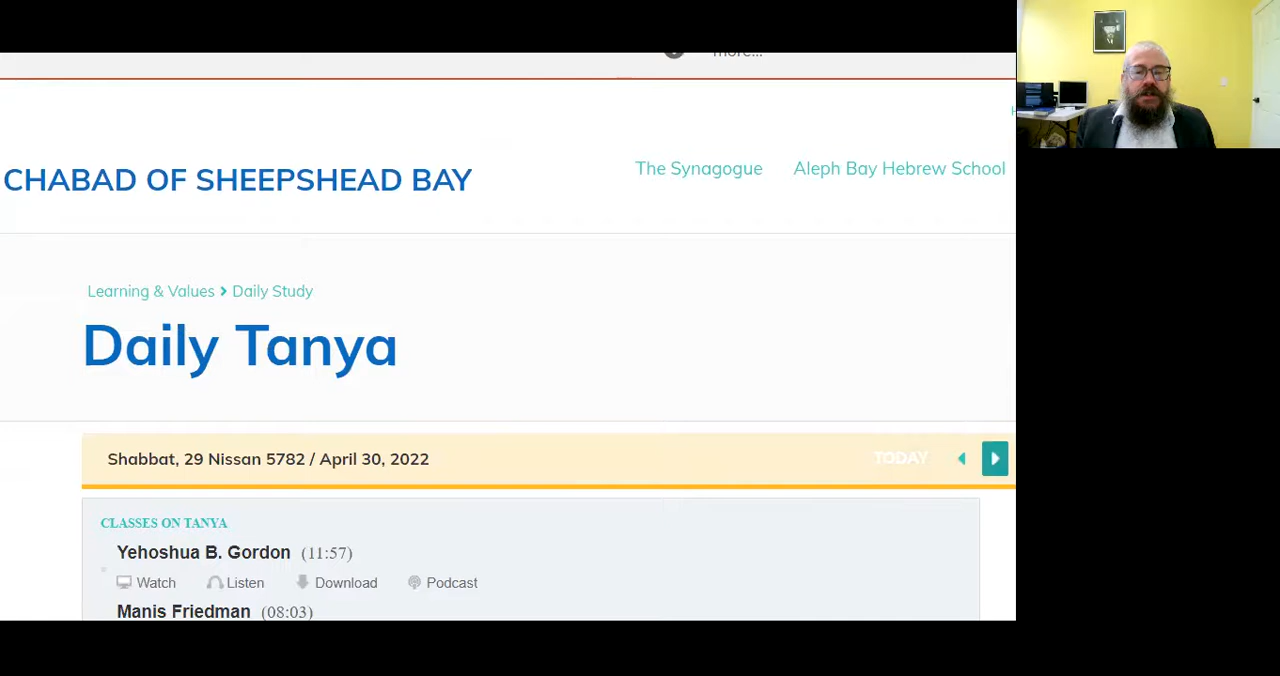 more...
CHABAD OF SHEEPSHEAD BAY
The Synagogue
Aleph Bay Hebrew School
Learning & Values > Daily Study
Daily Tanya
Shabbat, 29 Nissan 5782 / April 30, 2022
TODAY
CLASSES ON TANYA
Yehoshua B. Gordon (11:57)
Watch Listen Download Podcast
Manis Friedman (08:03)